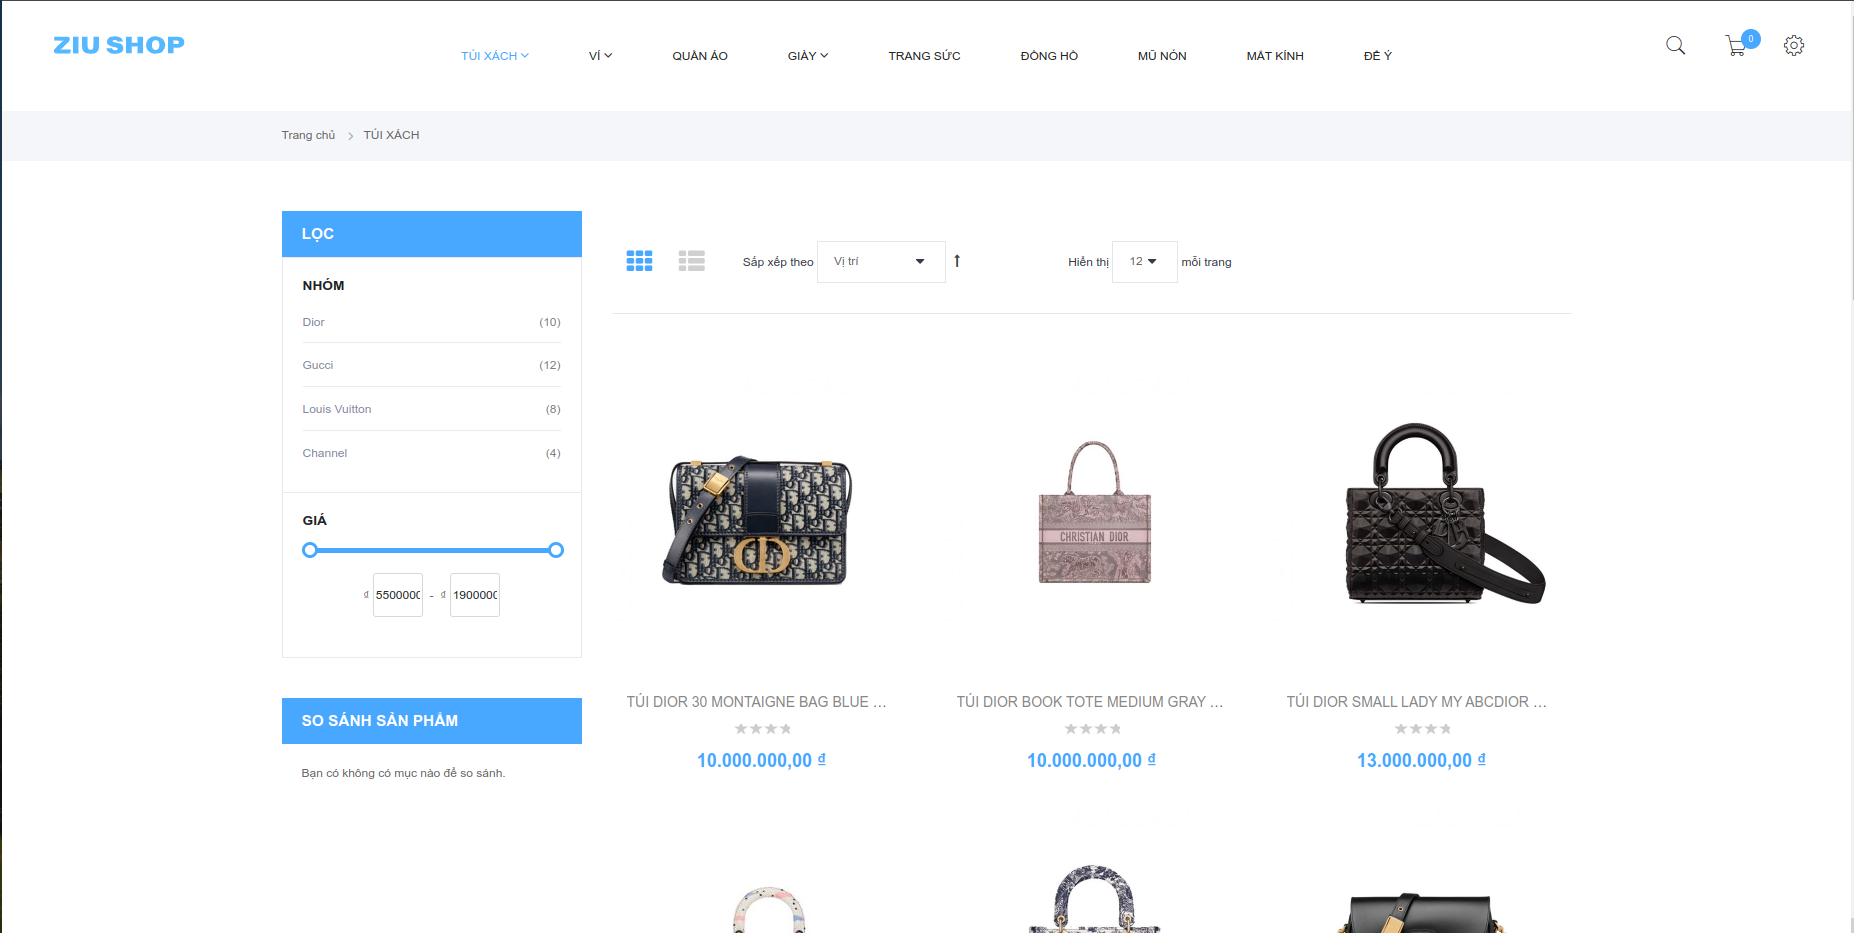 ZIU SHOP
TÚI XÁCH
VÍ
QUẦN ÁO
GIÀY
TRANG SỨC
ĐỒNG HỒ
MŨ NÓN
MẮT KÍNH
ĐỂ Ý
0
Trang chủ > TÚI XÁCH
LỌC
NHÓM
Dior (10)
Gucci (12)
Louis Vuitton (8)
Channel (4)
GIÁ
₫ 5500000 - ₫ 1900000
SO SÁNH SẢN PHẨM
Bạn có không có mục nào để so sánh.
Sắp xếp theo Vị trí
Hiển thị 12 mỗi trang
CHRISTIAN DIOR
TÚI DIOR 30 MONTAIGNE BAG BLUE ...
10.000.000,00 ₫
TÚI DIOR BOOK TOTE MEDIUM GRAY ...
10.000.000,00 ₫
TÚI DIOR SMALL LADY MY ABCDIOR ...
13.000.000,00 ₫